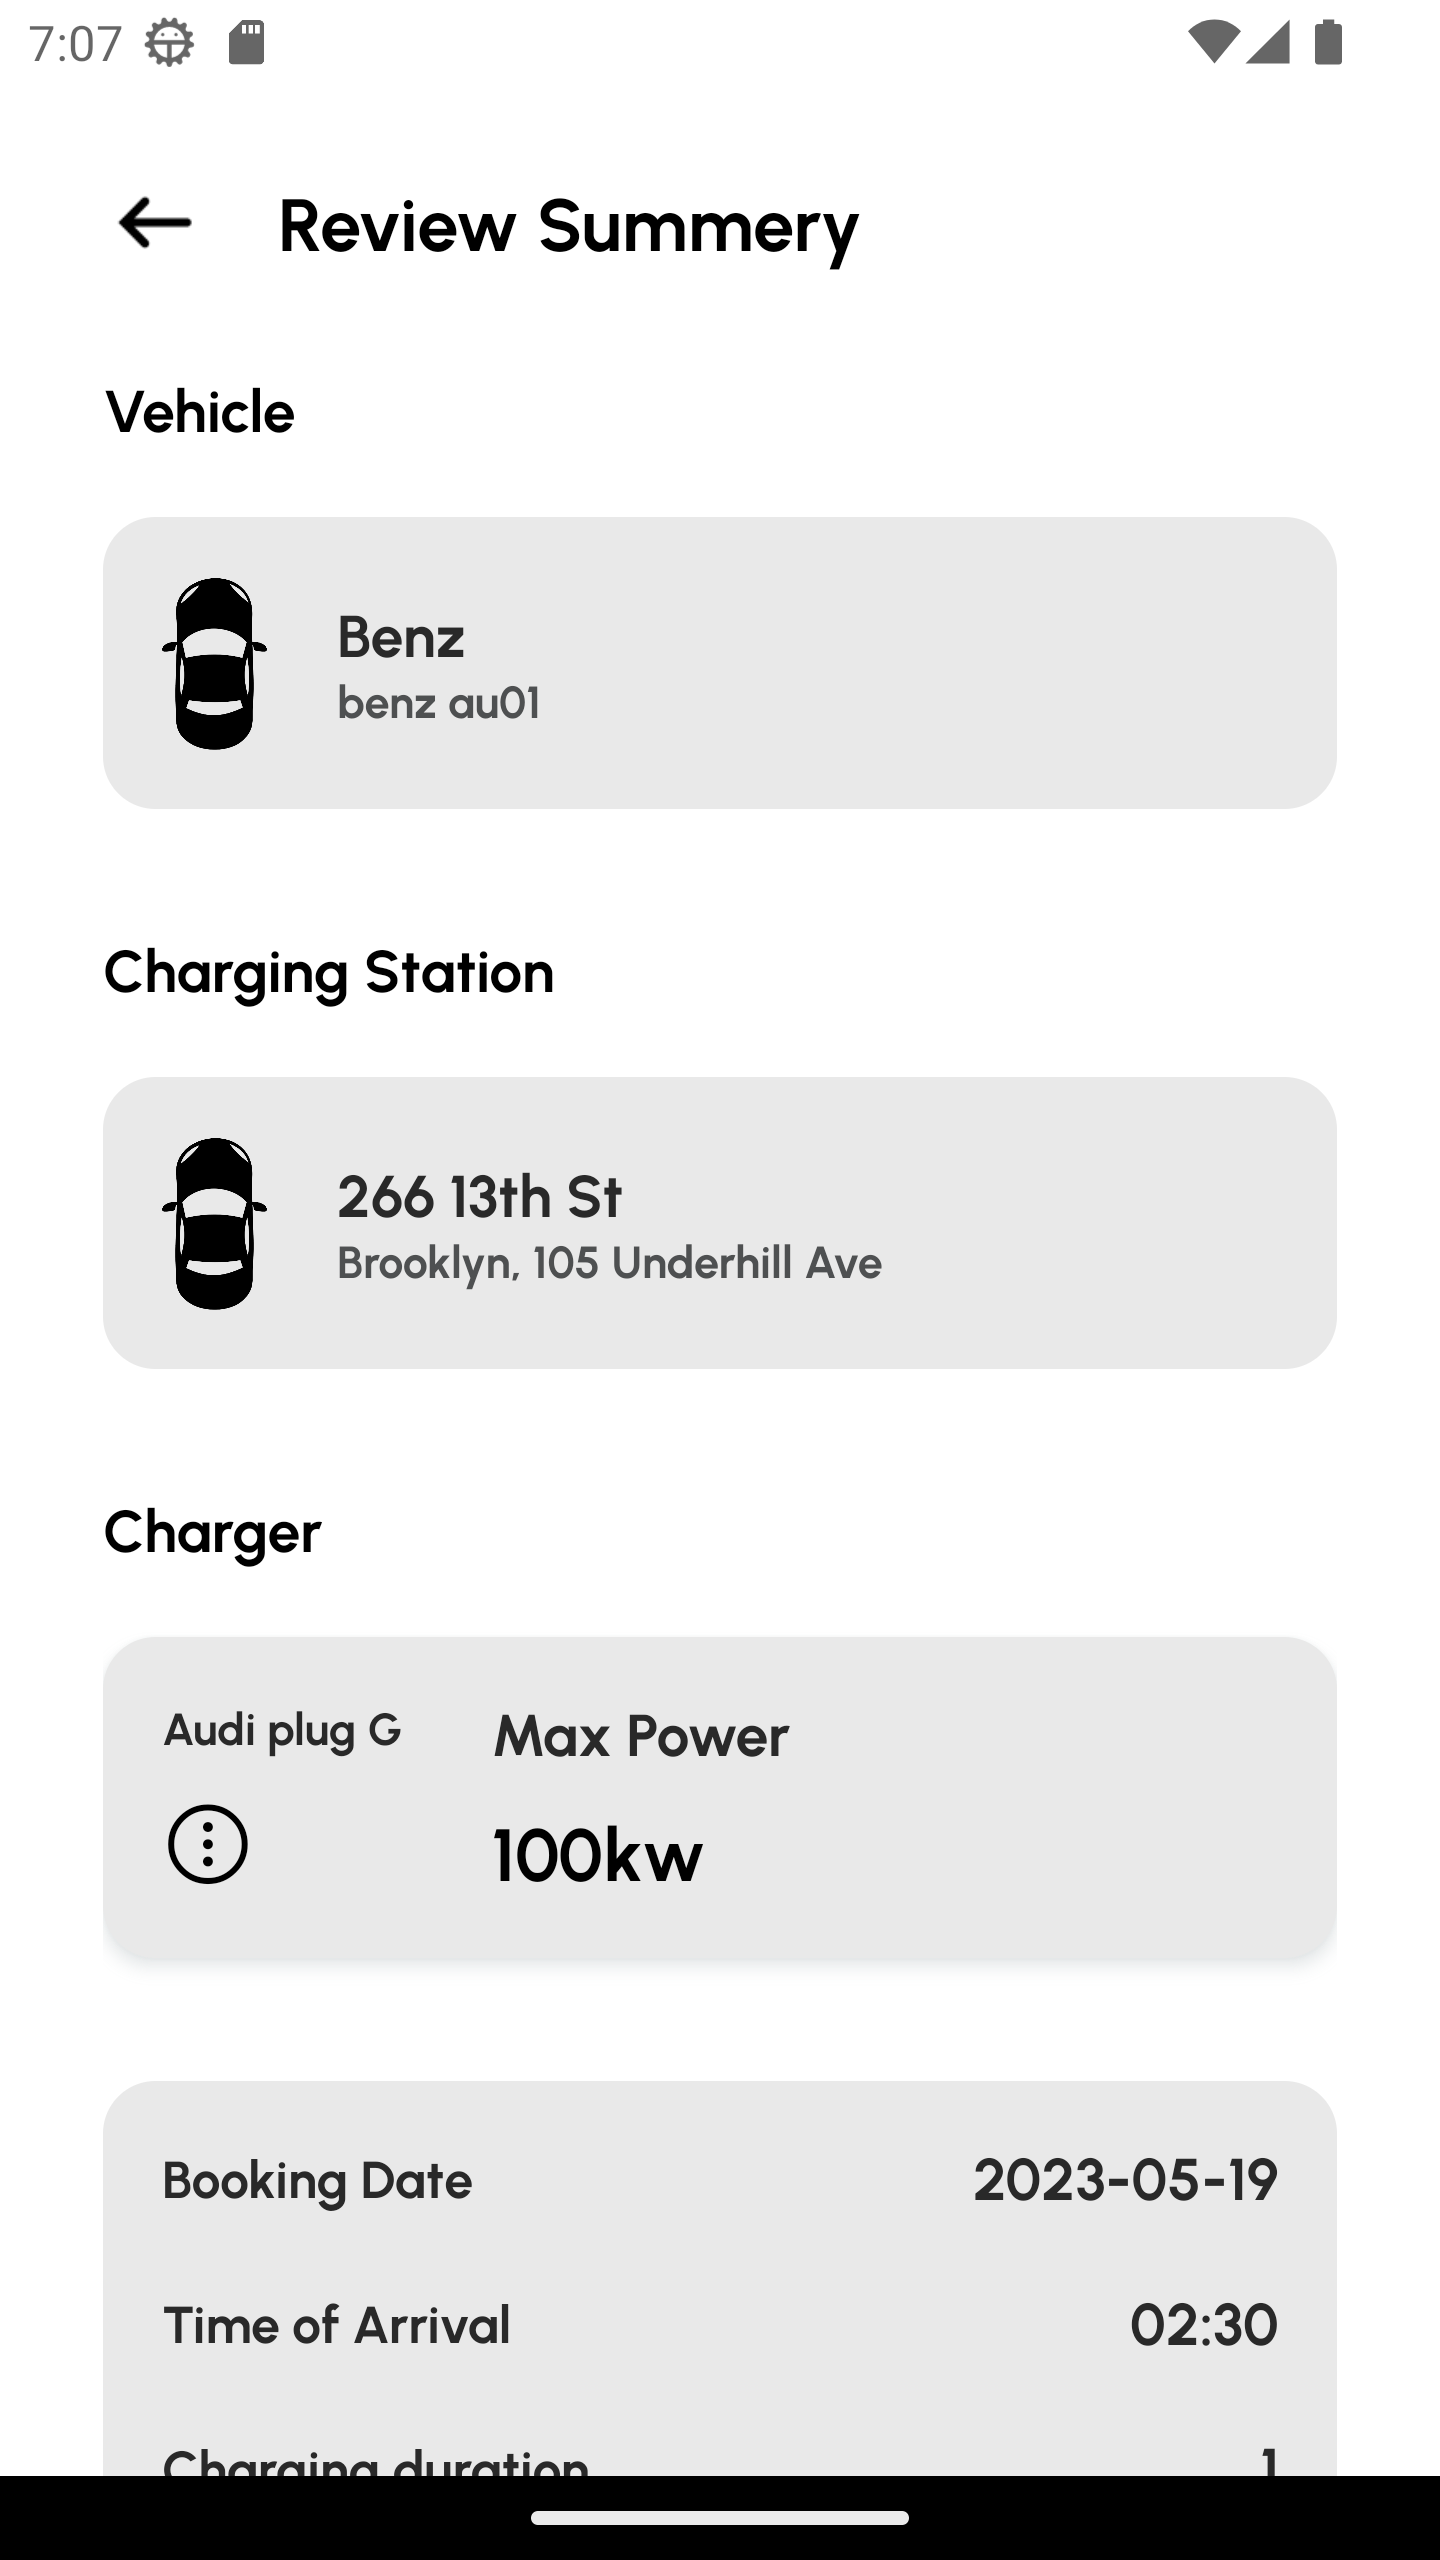 7:07
Review Summery
Vehicle
Benz
benz au01
Charging Station
266 13th St
Brooklyn, 105 Underhill Ave
Charger
Audi plug G
Max Power
100kw
Booking Date 2023-05-19
Time of Arrival 02:30
Charging duration 1